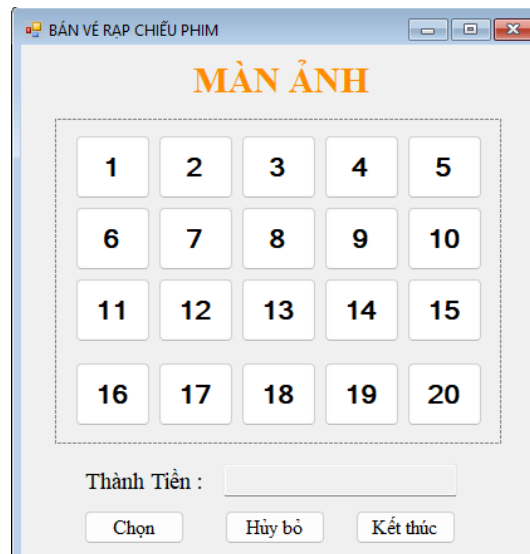 BÁN VÉ RẠP CHIẾU PHIM
MÀN ẢNH
1 2 3 4 5
6 7 8 9 10
11 12 13 14 15
16 17 18 19 20
Thành Tiền :
Chọn Hủy bỏ Kết thúc